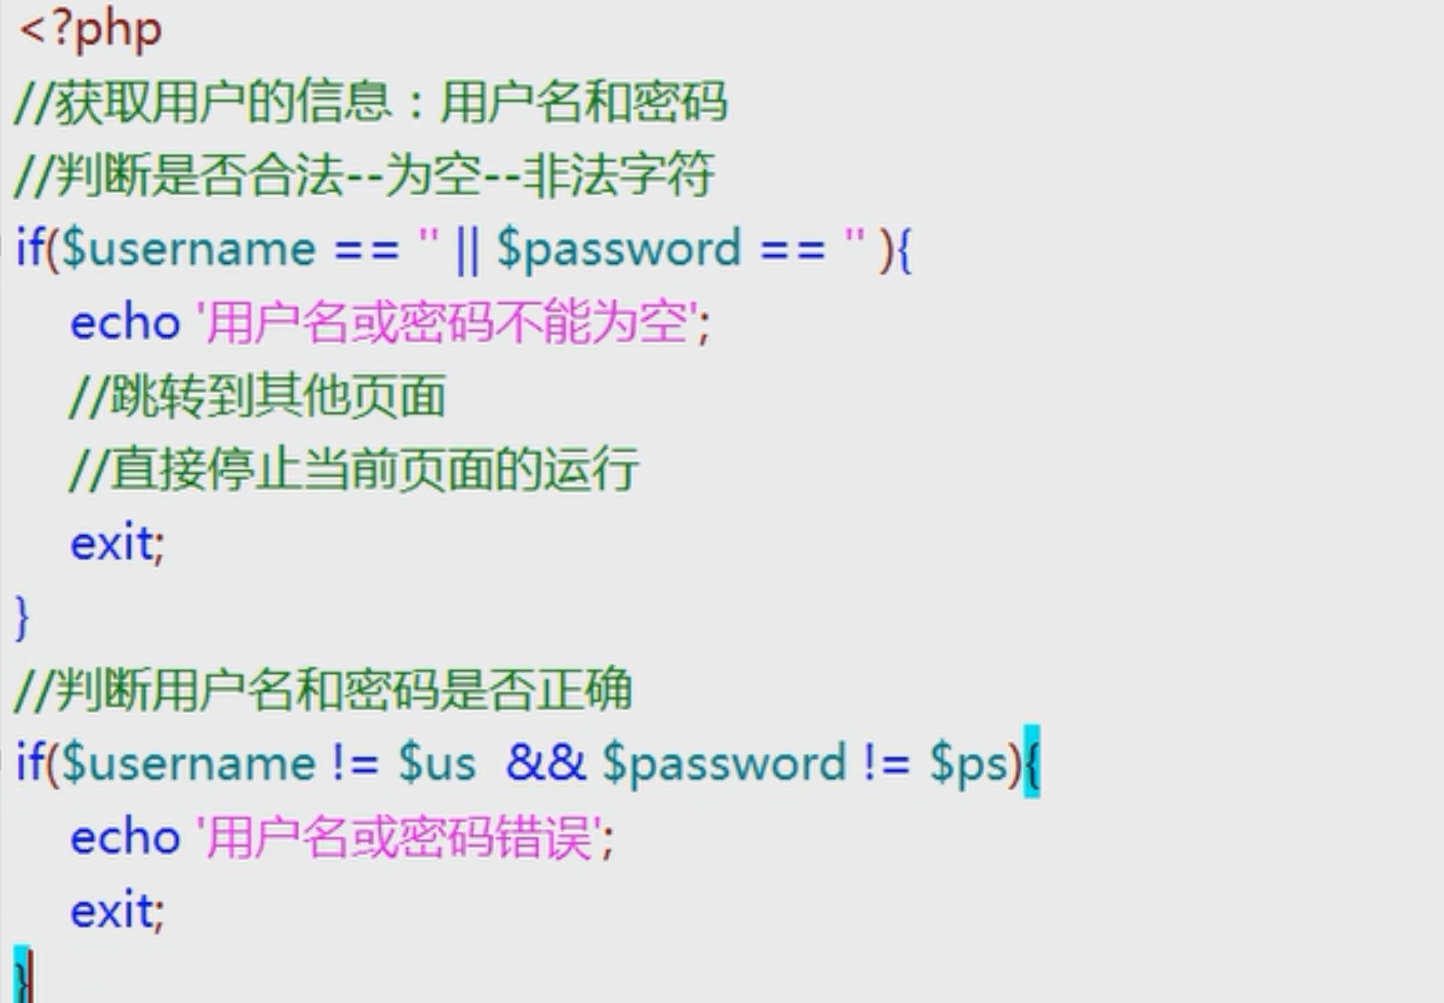 <?php
//获取用户的信息：用户名和密码
//判断是否合法--为空--非法字符
if($username == '' || $password == '' ){
echo '用户名或密码不能为空';
//跳转到其他页面
//直接停止当前页面的运行
exit;
}
//判断用户名和密码是否正确
if($username != $us  && $password != $ps){
echo '用户名或密码错误';
exit;
}